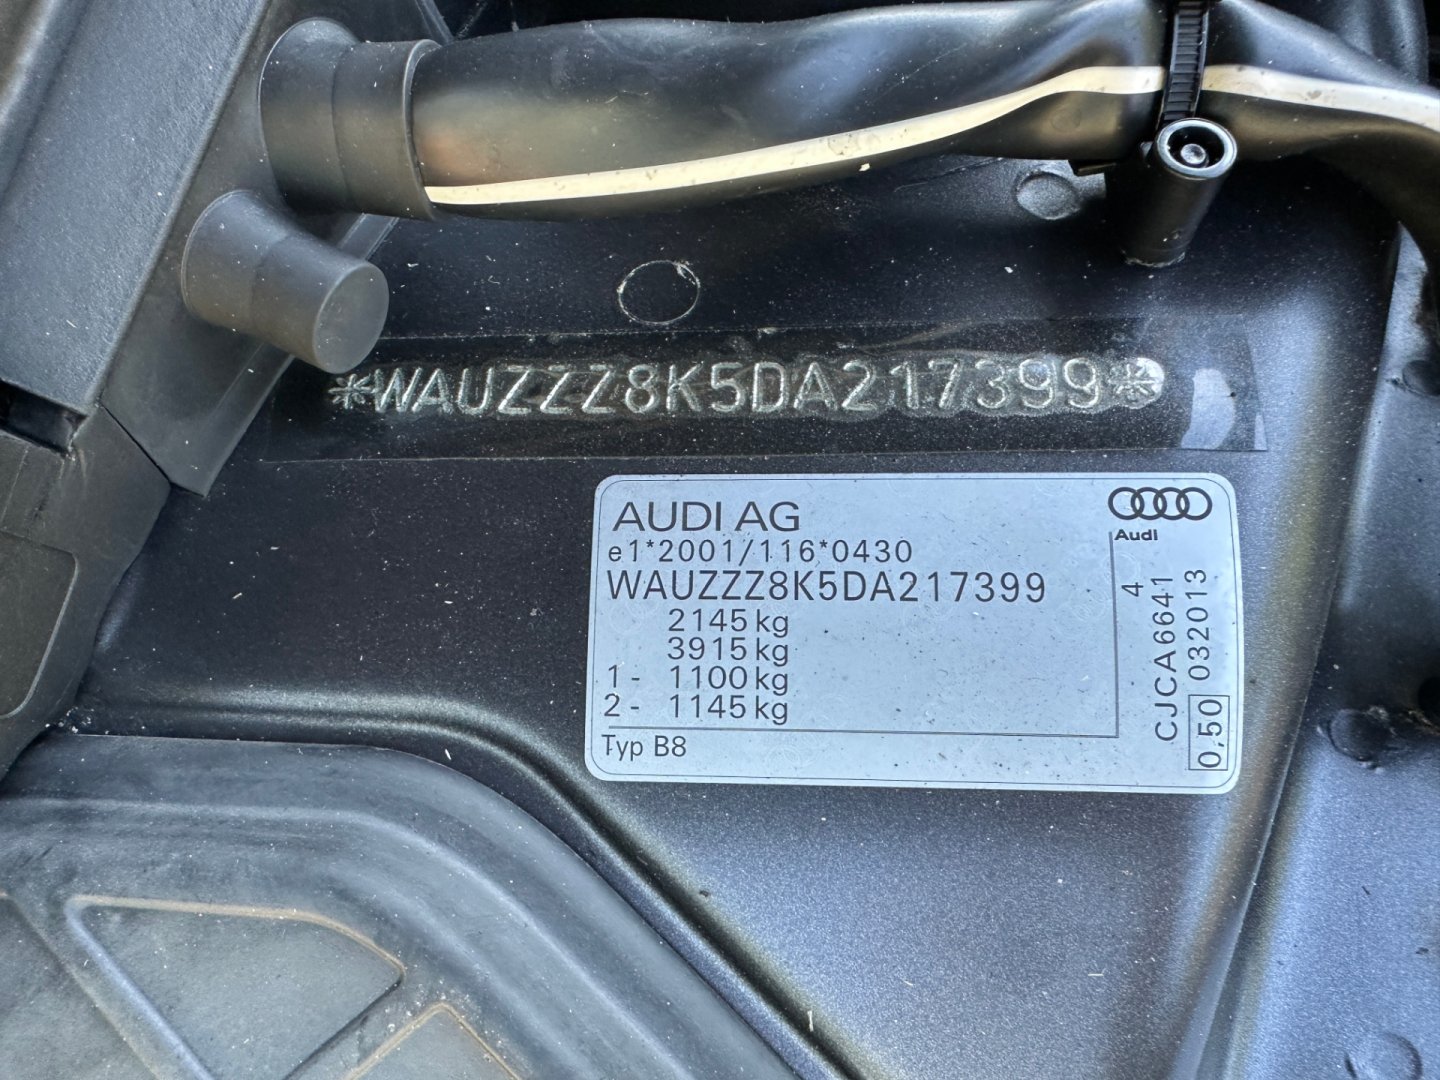 *WAUZZZ8K5DA217399*
AUDI AG
Audi
e1*2001/116*0430
WAUZZZ8K5DA217399
2145 kg
3915 kg
1 - 1100 kg
2 - 1145 kg
Typ B8
4
CJCA6641
0,50 032013